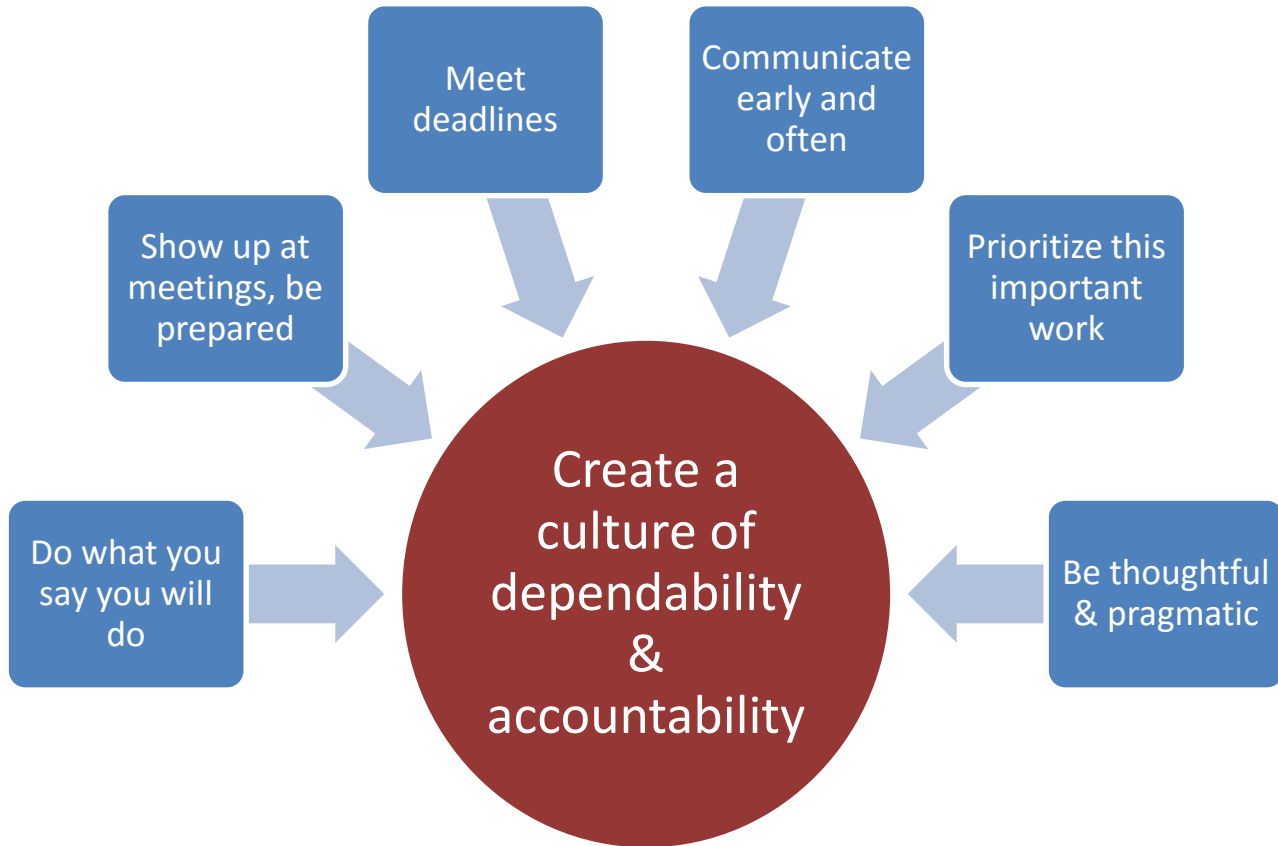 Meet
deadlines
Communicate
early and
often
Show up at
meetings, be
prepared
Prioritize this
important
work
Do what you
say you will
do
Create a
culture of
dependability
&
accountability
Be thoughtful
& pragmatic